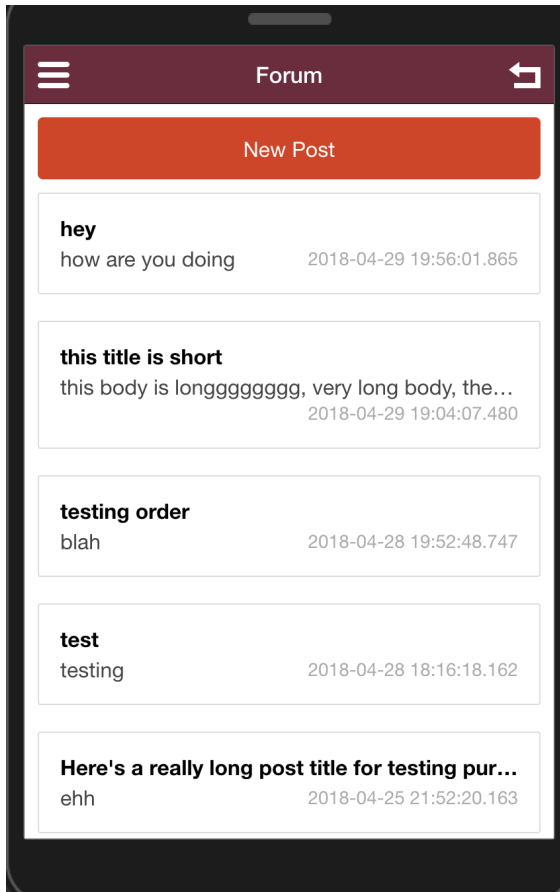 Forum
New Post
hey
how are you doing 2018-04-29 19:56:01.865
this title is short
this body is longgggggggg, very long body, the…
2018-04-29 19:04:07.480
testing order
blah 2018-04-28 19:52:48.747
test
testing 2018-04-28 18:16:18.162
Here's a really long post title for testing pur…
ehh 2018-04-25 21:52:20.163